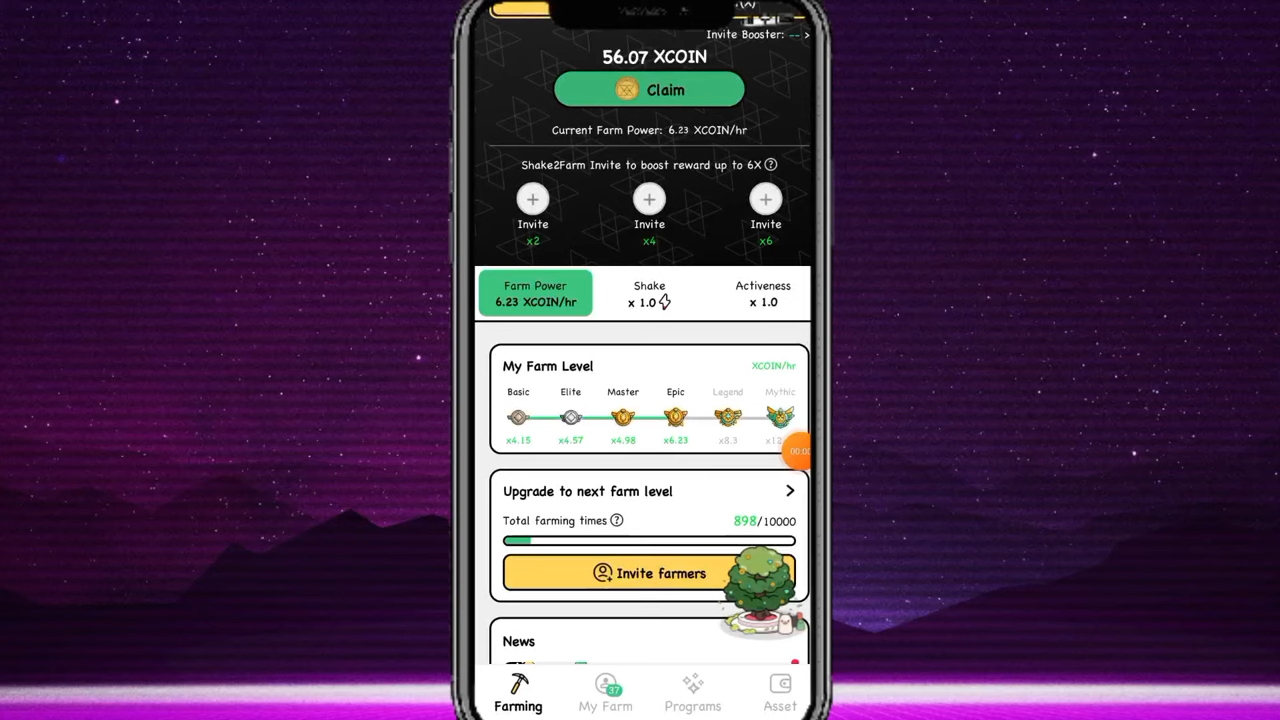 Invite Booster: -- >
56.07 XCOIN
Claim
Current Farm Power: 6.23 XCOIN/hr
Shake2Farm Invite to boost reward up to 6X ?
Invite Invite Invite
x2 x4 x6
Farm Power Shake Activeness
6.23 XCOIN/hr x 1.0 x 1.0
My Farm Level XCOIN/hr
Basic Elite Master Epic Legend Mythic
x4.15 x4.57 x4.98 x6.23 x8.3
00:0
Upgrade to next farm level >
Total farming times ? 898/10000
Invite farmers
News
37
Farming My Farm Programs Asset